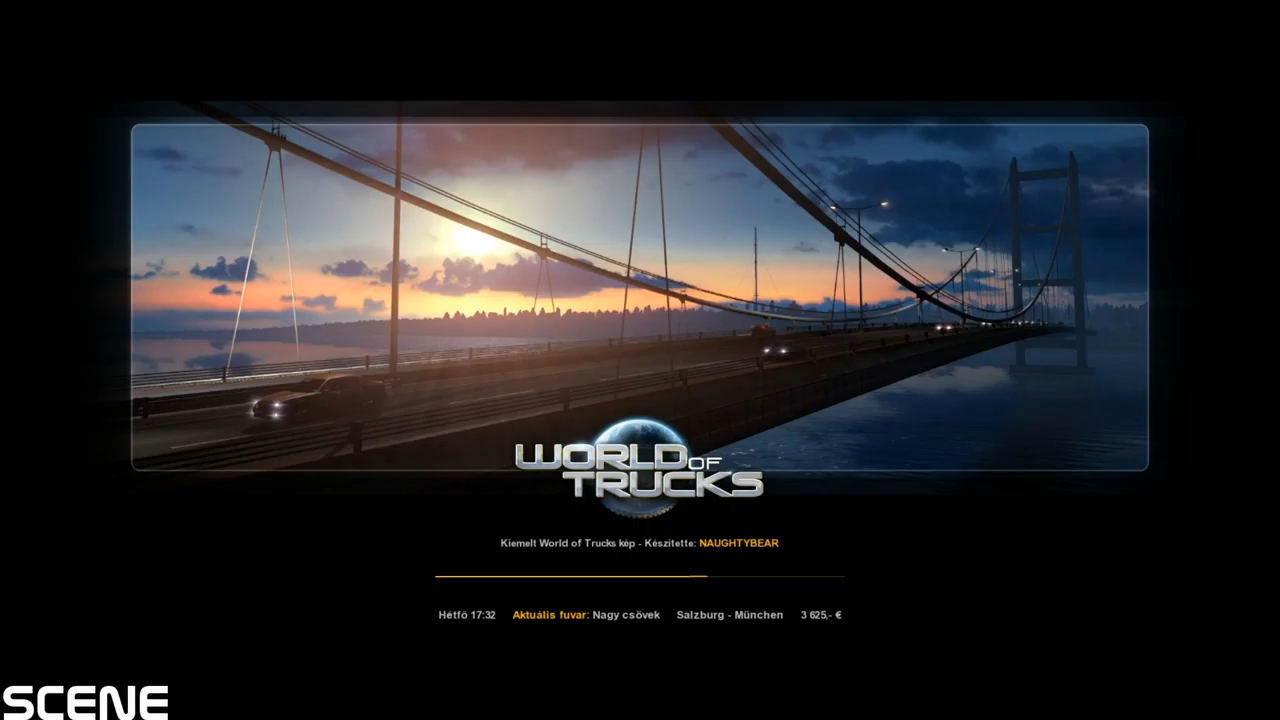 WORLD OF
TRUCKS
Kiemelt World of Trucks kép - Készítette: NAUGHTYBEAR
Hétfő 17:32 Aktuális fuvar: Nagy csövek Salzburg - München 3 625,- €
SCENE